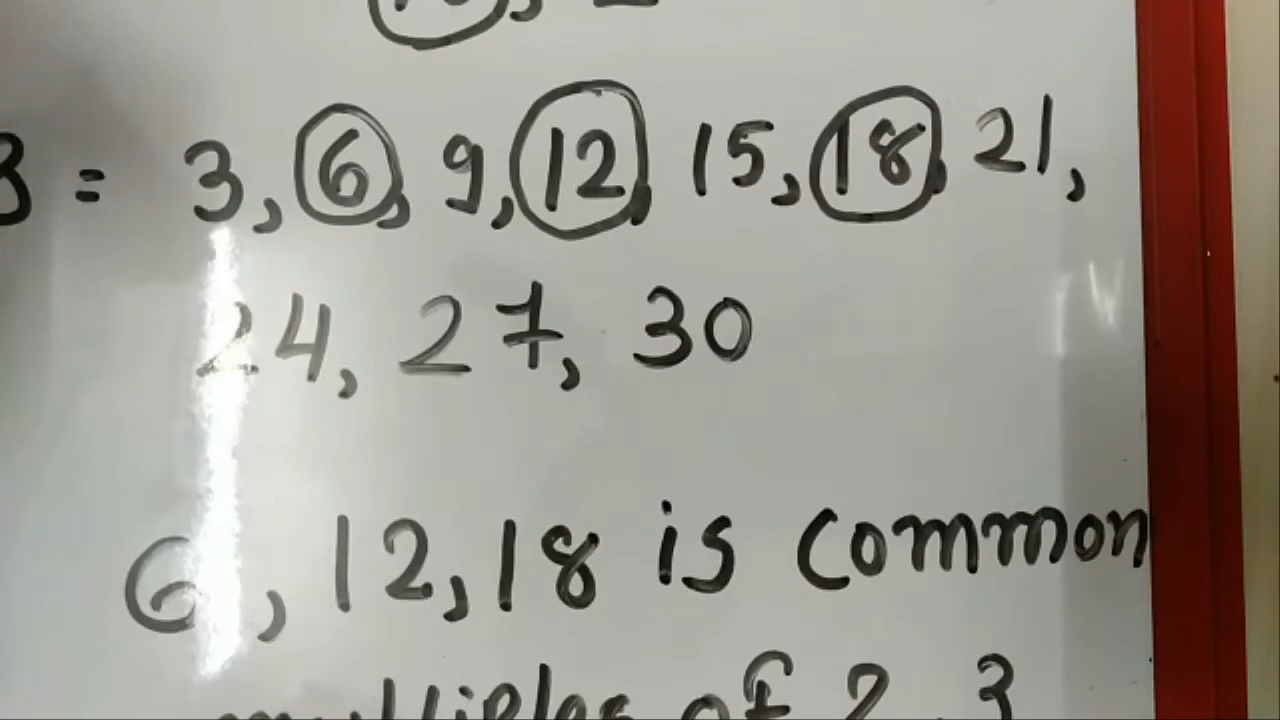 3 = 3, 6, 9, 12, 15, 18, 21,
24, 27, 30
6, 12, 18 is common
multiples of 2, 3